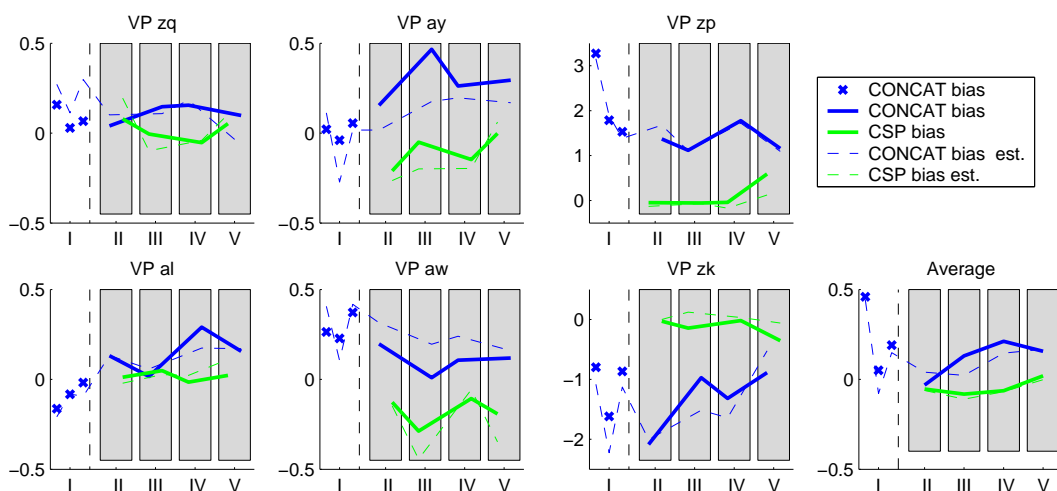 VP zq
VP ay
VP zp
0.5
0
−0.5
I II III IV V
0.5
0
−0.5
I II III IV V
3
2
1
0
I II III IV V
CONCAT bias
CONCAT bias
CSP bias
CONCAT bias est.
CSP bias est.
VP al
VP aw
VP zk
Average
0.5
0
−0.5
I II III IV V
0.5
0
−0.5
I II III IV V
0
−1
−2
I II III IV V
0.5
0
−0.5
I II III IV V